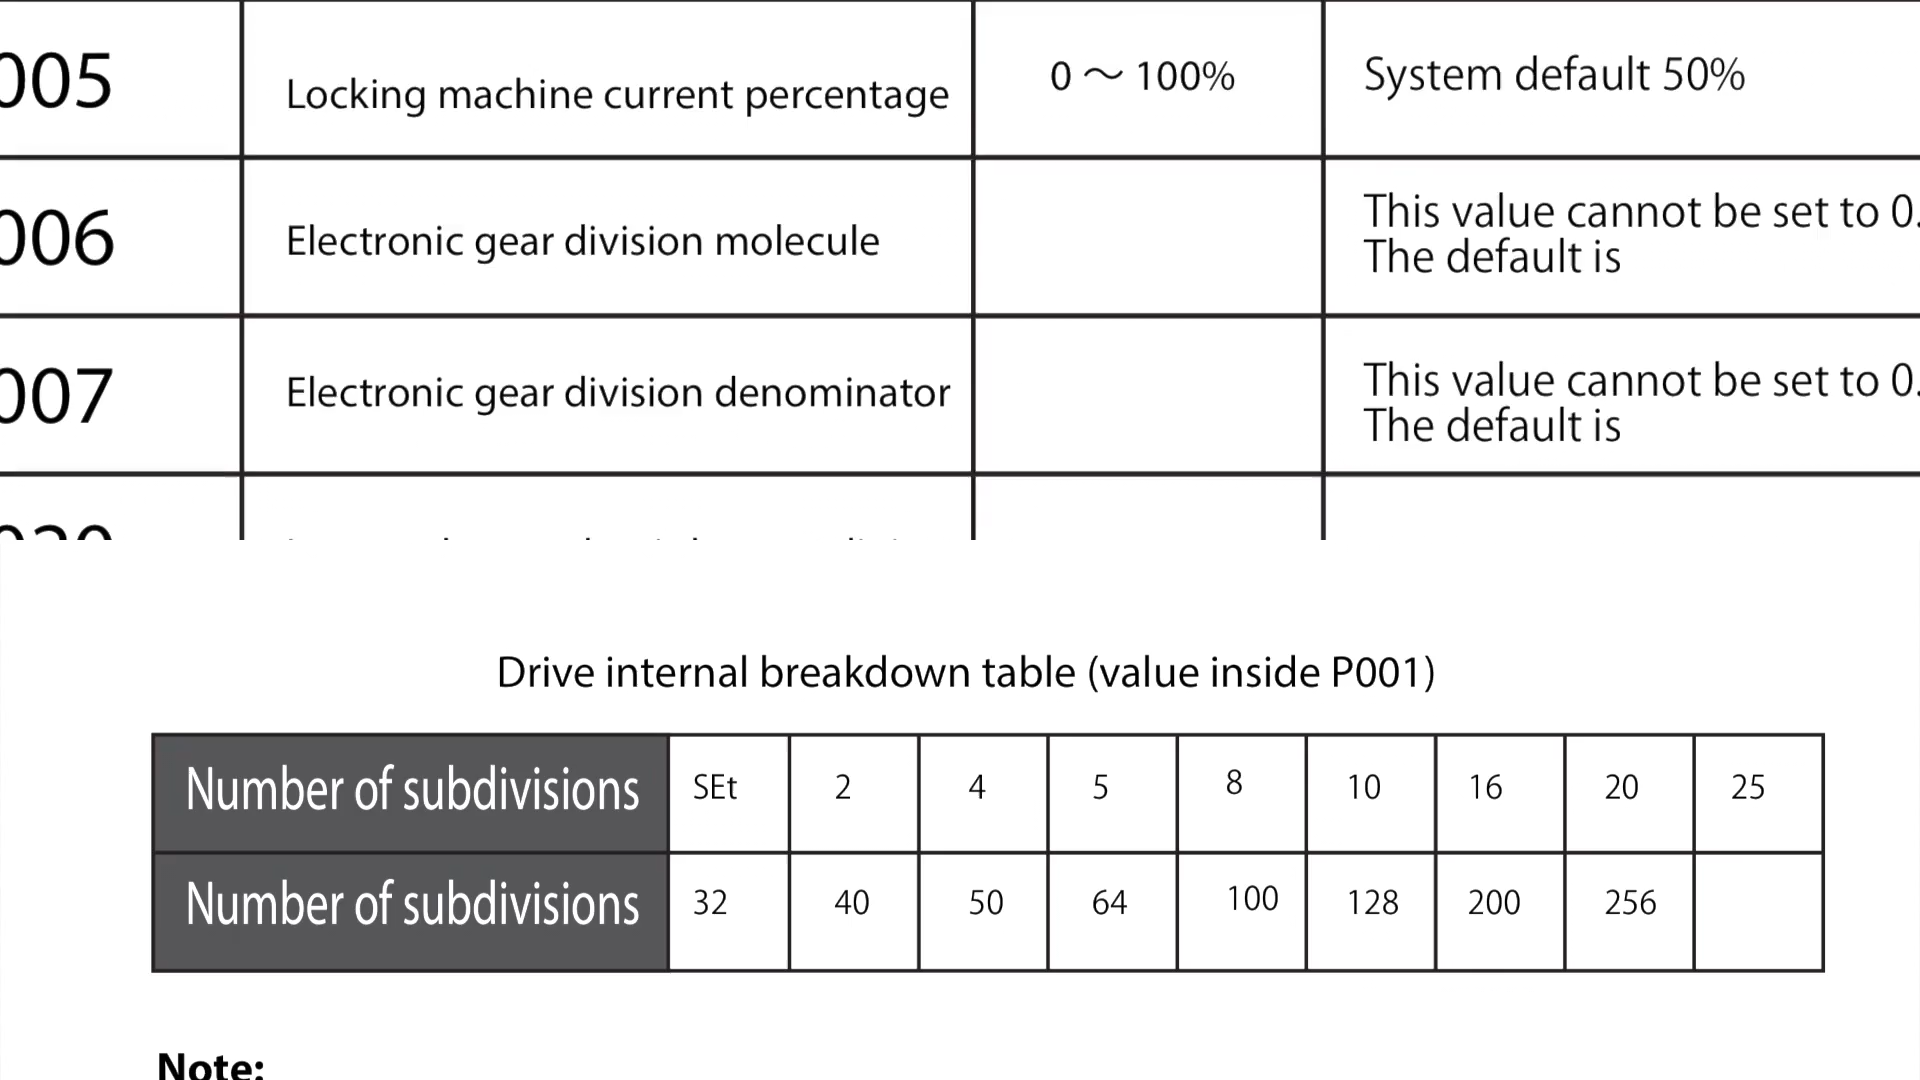 005
Locking machine current percentage
0 ~ 100%
System default 50%
006
Electronic gear division molecule
This value cannot be set to 0.
The default is
007
Electronic gear division denominator
This value cannot be set to 0.
The default is
Drive internal breakdown table (value inside P001)
Number of subdivisions SEt 2 4 5 8 10 16 20 25
Number of subdivisions 32 40 50 64 100 128 200 256
Note: